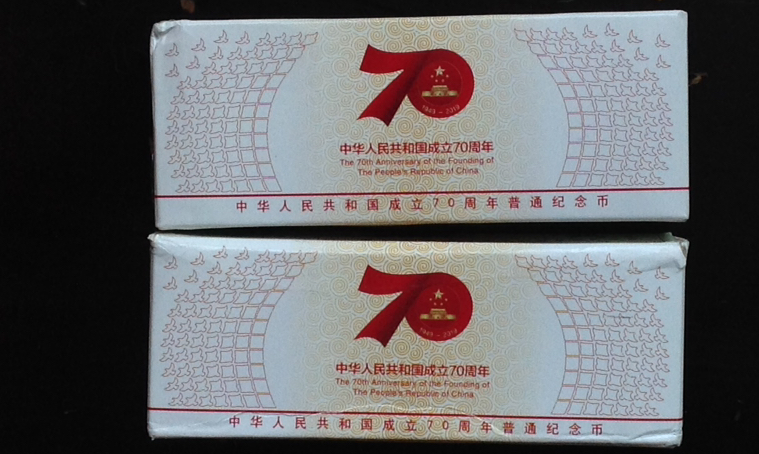 70
1949-2019
中华人民共和国成立70周年
The 70th Anniversary of the Founding of
The People's Republic of China
中华人民共和国成立70周年普通纪念币
70
1949-2019
中华人民共和国成立70周年
The 70th Anniversary of the Founding of
The People's Republic of China
中华人民共和国成立70周年普通纪念币